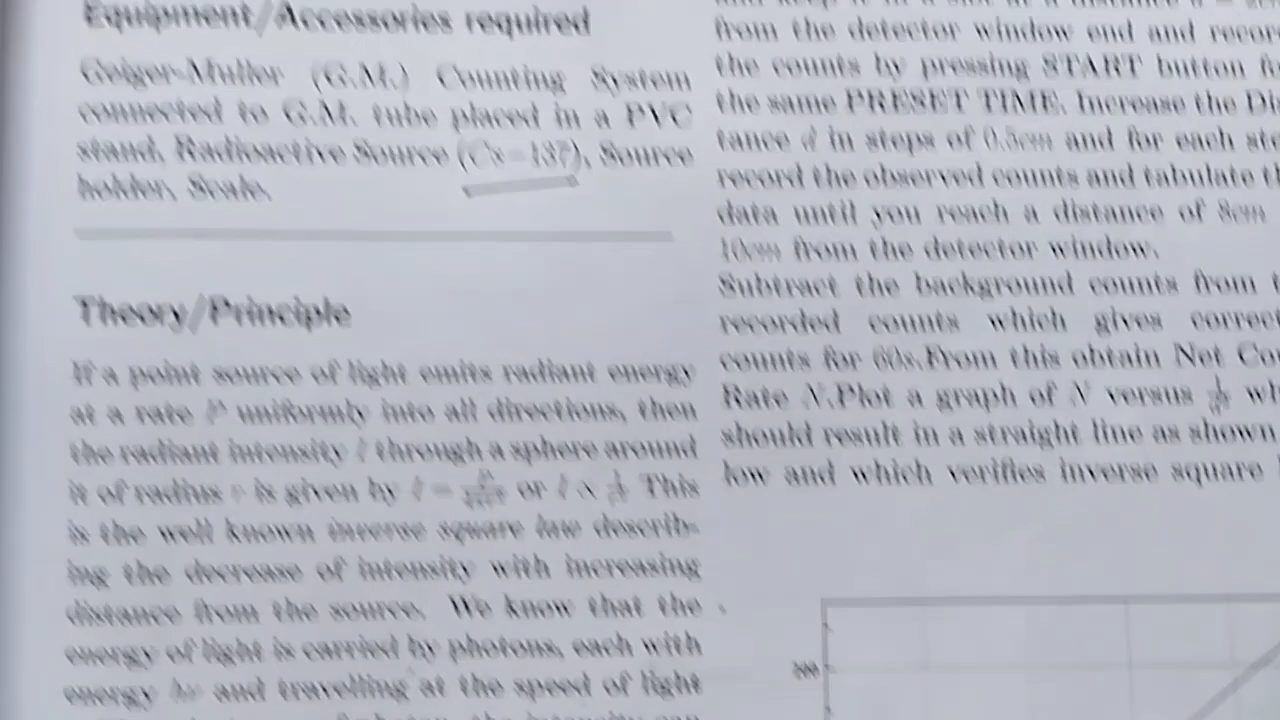 Equipment/Accessories required
Geiger-Muller (G.M.) Counting System
connected to G.M. tube placed in a PVC
stand, Radioactive Source (Cs-137), Source
holder, Scale.
Theory/Principle
If a point source of light emits radiant energy
at a rate P uniformly into all directions, then
the radiant intensity I through a sphere around
it of radius r is given by I = or I ∝ This
is the well known inverse square law describ-
ing the decrease of intensity with increasing
distance from the source. We know that the
energy of light is carried by photons, each with
energy hν and travelling at the speed of light
from the detector window end and recor
the counts by pressing START button fo
the same PRESET TIME. Increase the Di
tance d in steps of 0.5cm and for each ste
record the observed counts and tabulate t
data until you reach a distance of 8cm
10cm from the detector window.
Subtract the background counts from t
recorded counts which gives correct
counts for 60s.From this obtain Net Co
Rate N.Plot a graph of N versus wh
should result in a straight line as shown
low and which verifies inverse square